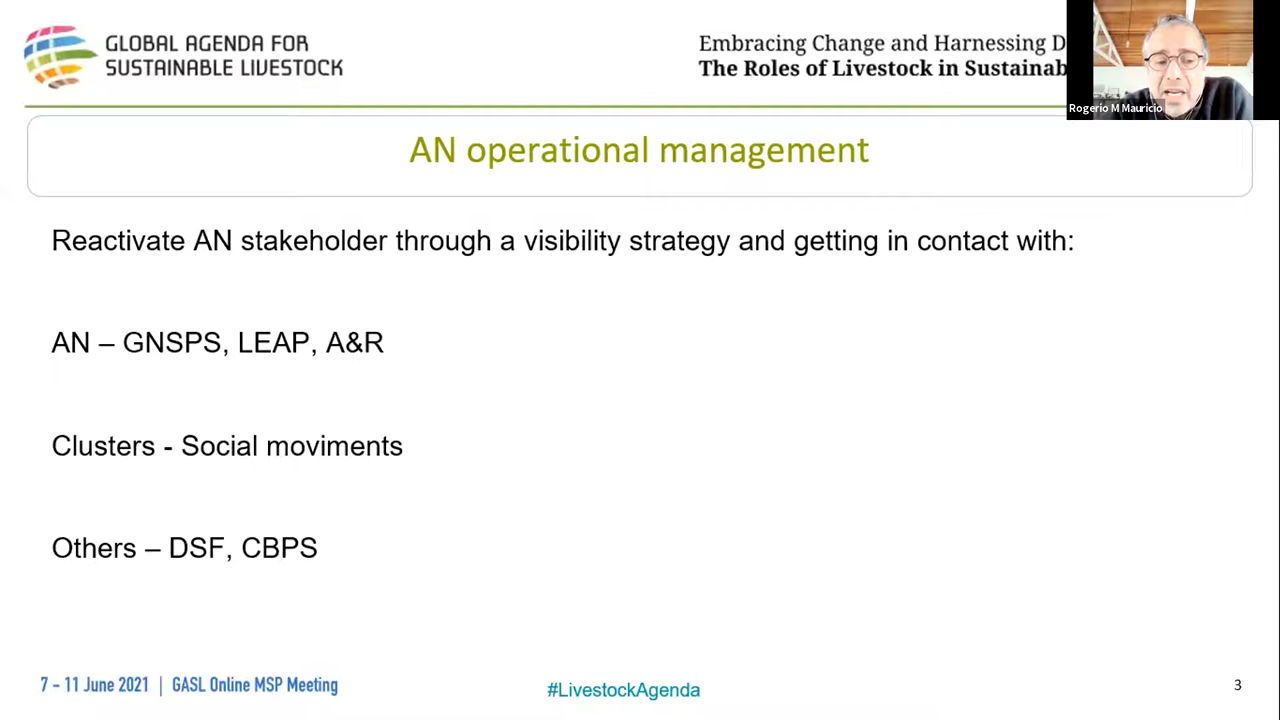 GLOBAL AGENDA FOR
SUSTAINABLE LIVESTOCK
Embracing Change and Harnessing
The Roles of Livestock in
Rogerio M Mauricio
AN operational management
Reactivate AN stakeholder through a visibility strategy and getting in contact with:
AN – GNSPS, LEAP, A&R
Clusters - Social moviments
Others – DSF, CBPS
7 – 11 June 2021 | GASL Online MSP Meeting
#LivestockAgenda
3